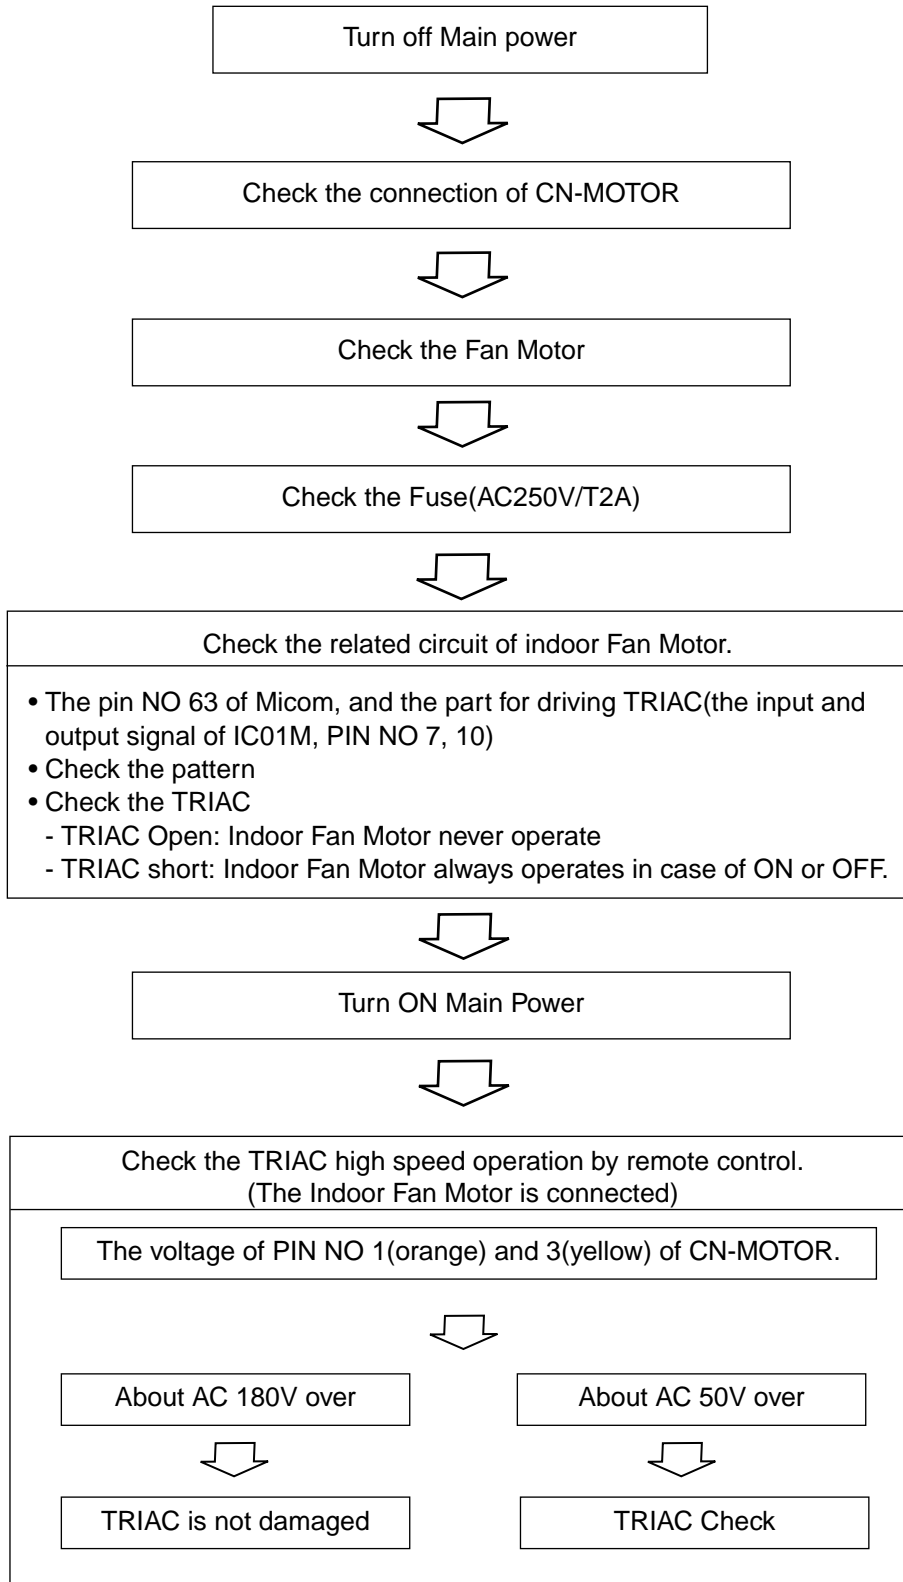 Turn off Main power
Check the connection of CN-MOTOR
Check the Fan Motor
Check the Fuse(AC250V/T2A)
Check the related circuit of indoor Fan Motor.
• The pin NO 63 of Micom, and the part for driving TRIAC(the input and
output signal of IC01M, PIN NO 7, 10)
• Check the pattern
• Check the TRIAC
- TRIAC Open: Indoor Fan Motor never operate
- TRIAC short: Indoor Fan Motor always operates in case of ON or OFF.
Turn ON Main Power
Check the TRIAC high speed operation by remote control.
(The Indoor Fan Motor is connected)
The voltage of PIN NO 1(orange) and 3(yellow) of CN-MOTOR.
About AC 180V over
About AC 50V over
TRIAC is not damaged
TRIAC Check